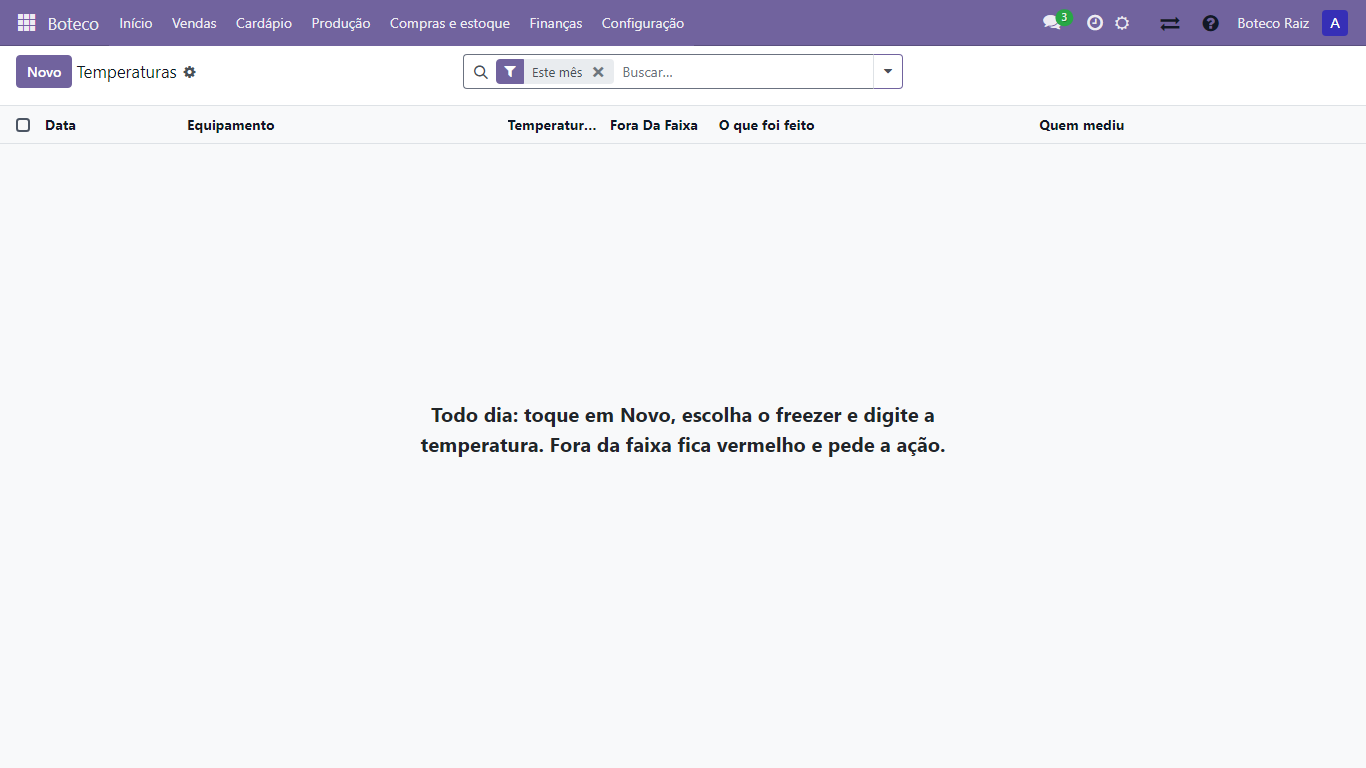 Boteco Início Vendas Cardápio Produção Compras e estoque Finanças Configuração 3 Boteco Raiz A
Novo Temperaturas Este mês Buscar...
Data Equipamento Temperatur... Fora Da Faixa O que foi feito Quem mediu
Todo dia: toque em Novo, escolha o freezer e digite a
temperatura. Fora da faixa fica vermelho e pede a ação.